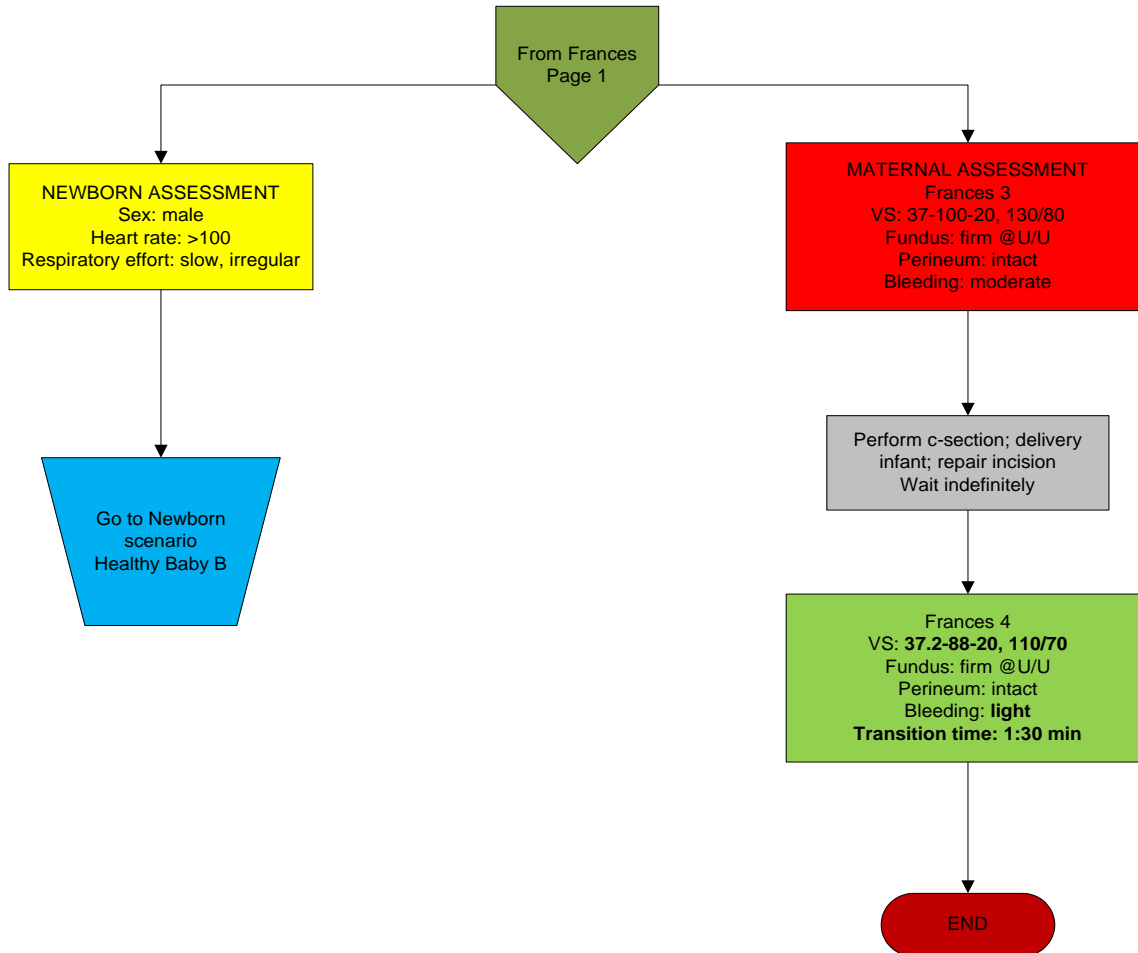 From Frances
Page 1
NEWBORN ASSESSMENT
Sex: male
Heart rate: >100
Respiratory effort: slow, irregular
MATERNAL ASSESSMENT
Frances 3
VS: 37-100-20, 130/80
Fundus: firm @U/U
Perineum: intact
Bleeding: moderate
Perform c-section; delivery
infant; repair incision
Wait indefinitely
Go to Newborn
scenario
Healthy Baby B
Frances 4
VS: 37.2-88-20, 110/70
Fundus: firm @U/U
Perineum: intact
Bleeding: light
Transition time: 1:30 min
END